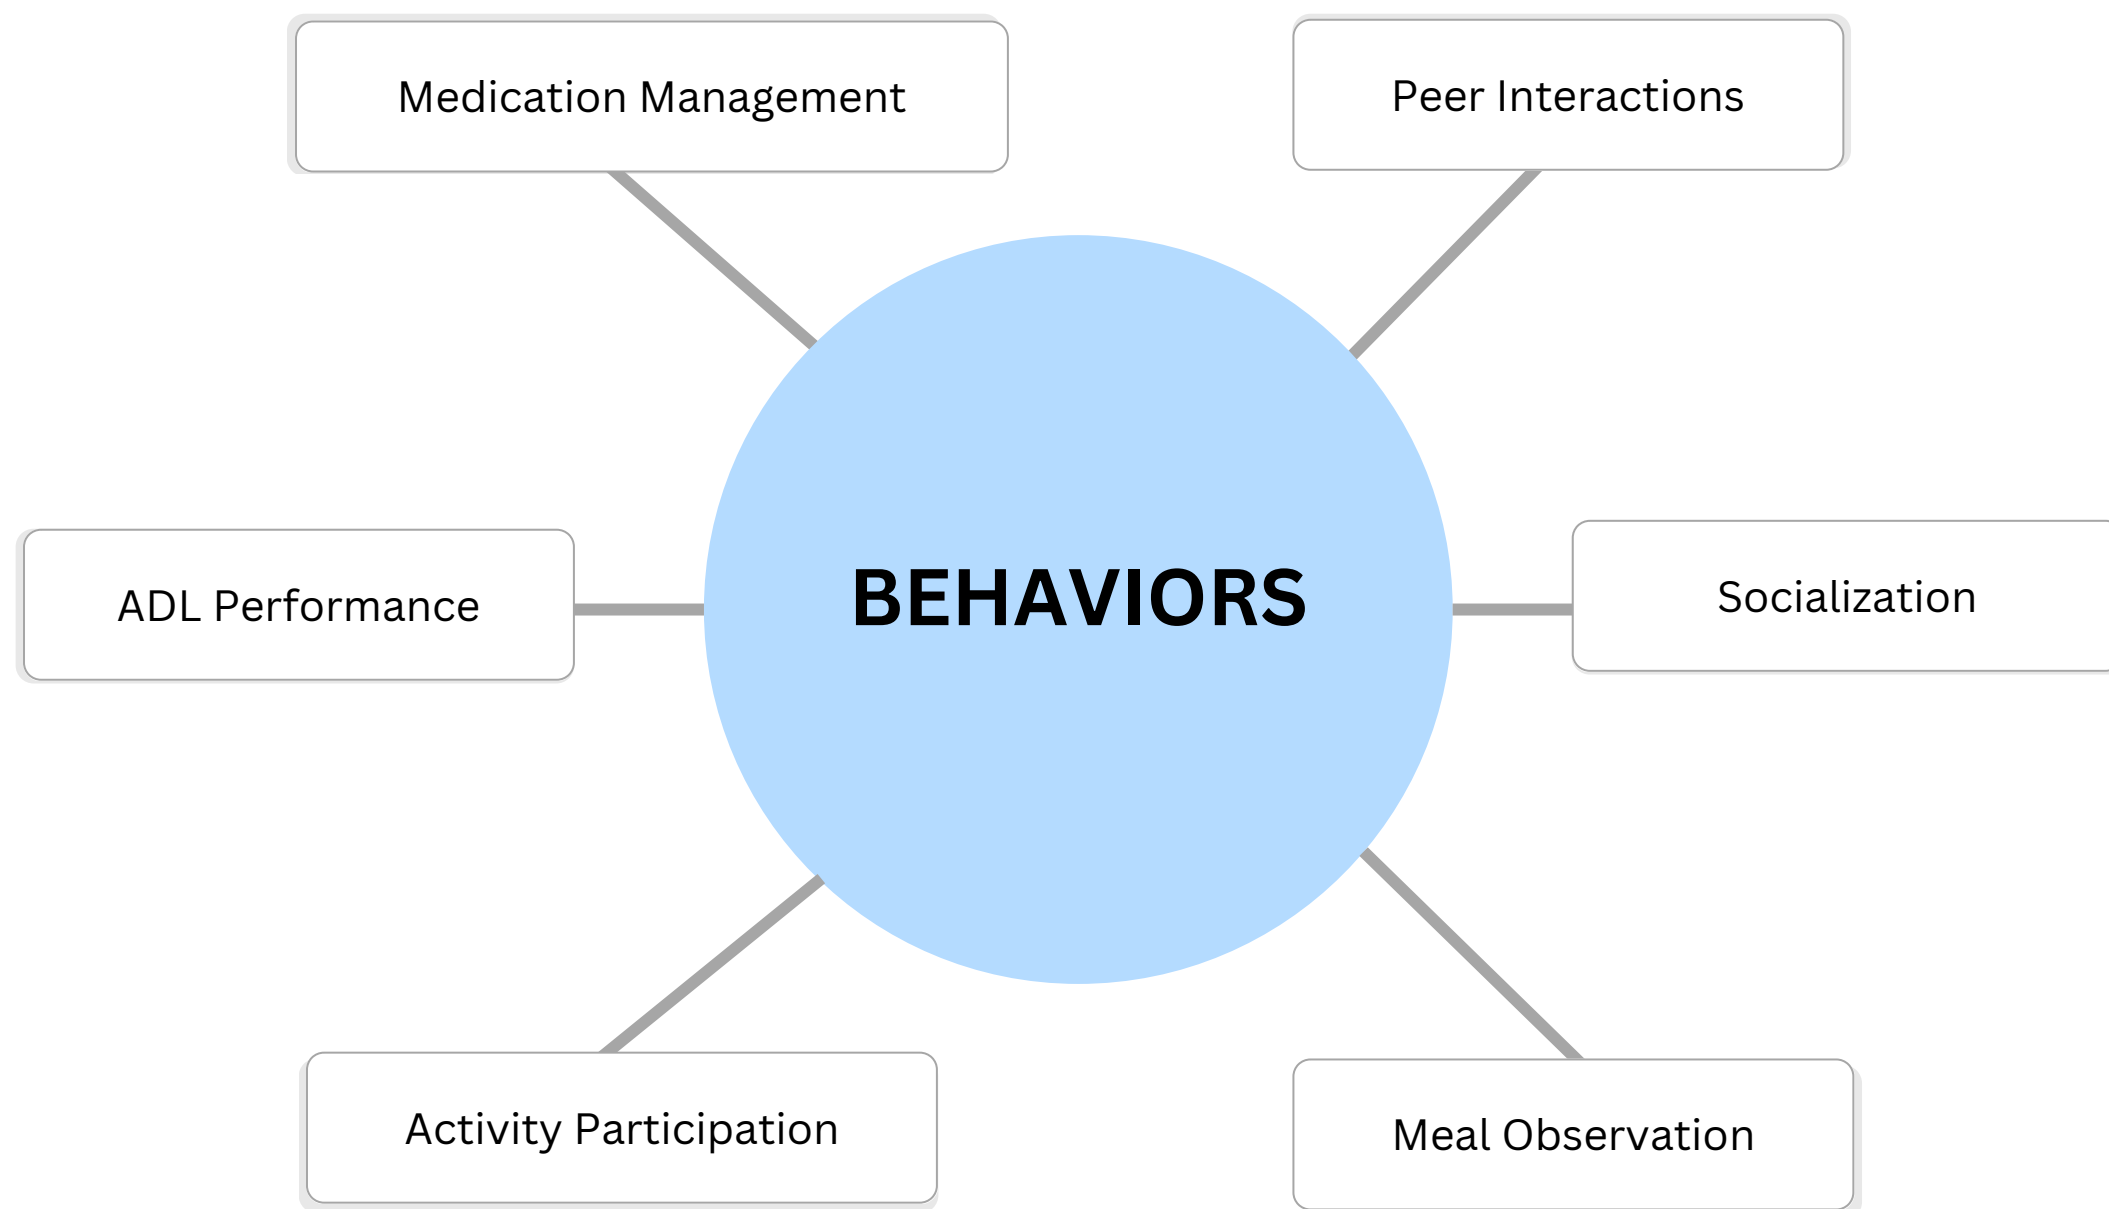 Medication Management
Peer Interactions
ADL Performance
BEHAVIORS
Socialization
Activity Participation
Meal Observation